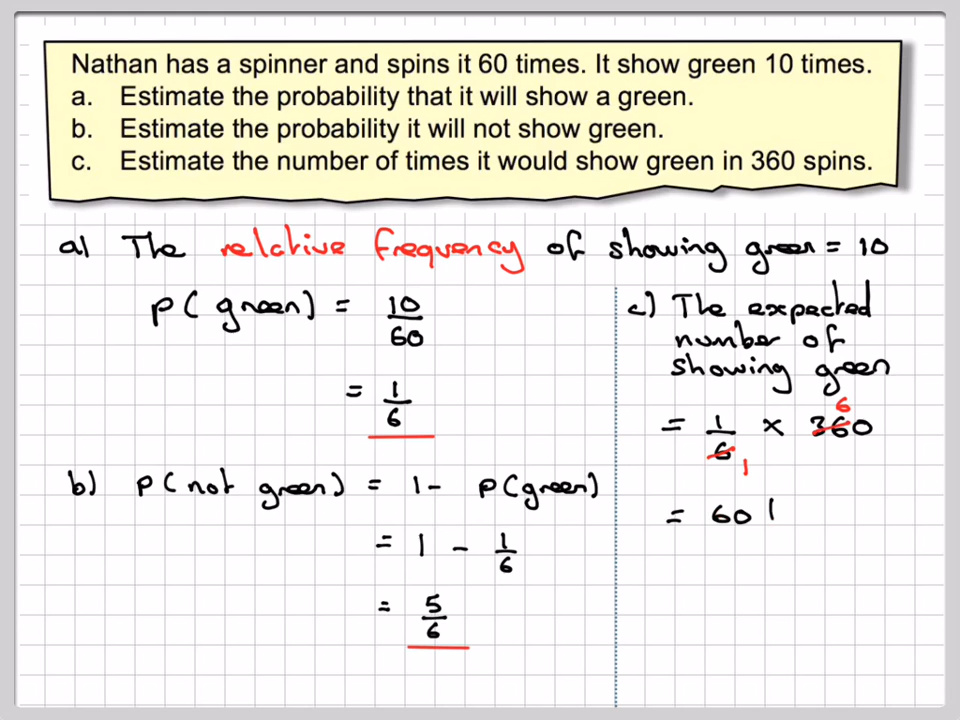 Nathan has a spinner and spins it 60 times. It show green 10 times.
a. Estimate the probability that it will show a green.
b. Estimate the probability it will not show green.
c. Estimate the number of times it would show green in 360 spins.
a) The relative frequency of showing green = 10
P( green ) = 10/60
= 1/6
b) P( not green ) = 1 - P(green)
= 1 - 1/6
= 5/6
c) The expected
number of
showing green
6
= 1/6 × 360
1
= 60